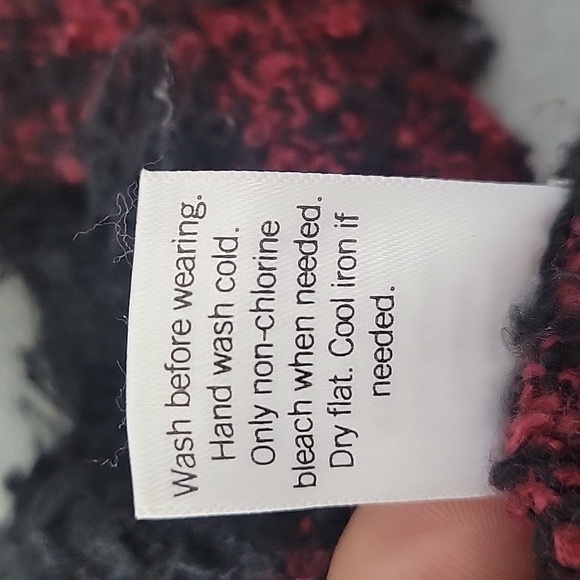 Wash before wearing.
Hand wash cold.
Only non-chlorine
bleach when needed.
Dry flat. Cool iron if
needed.